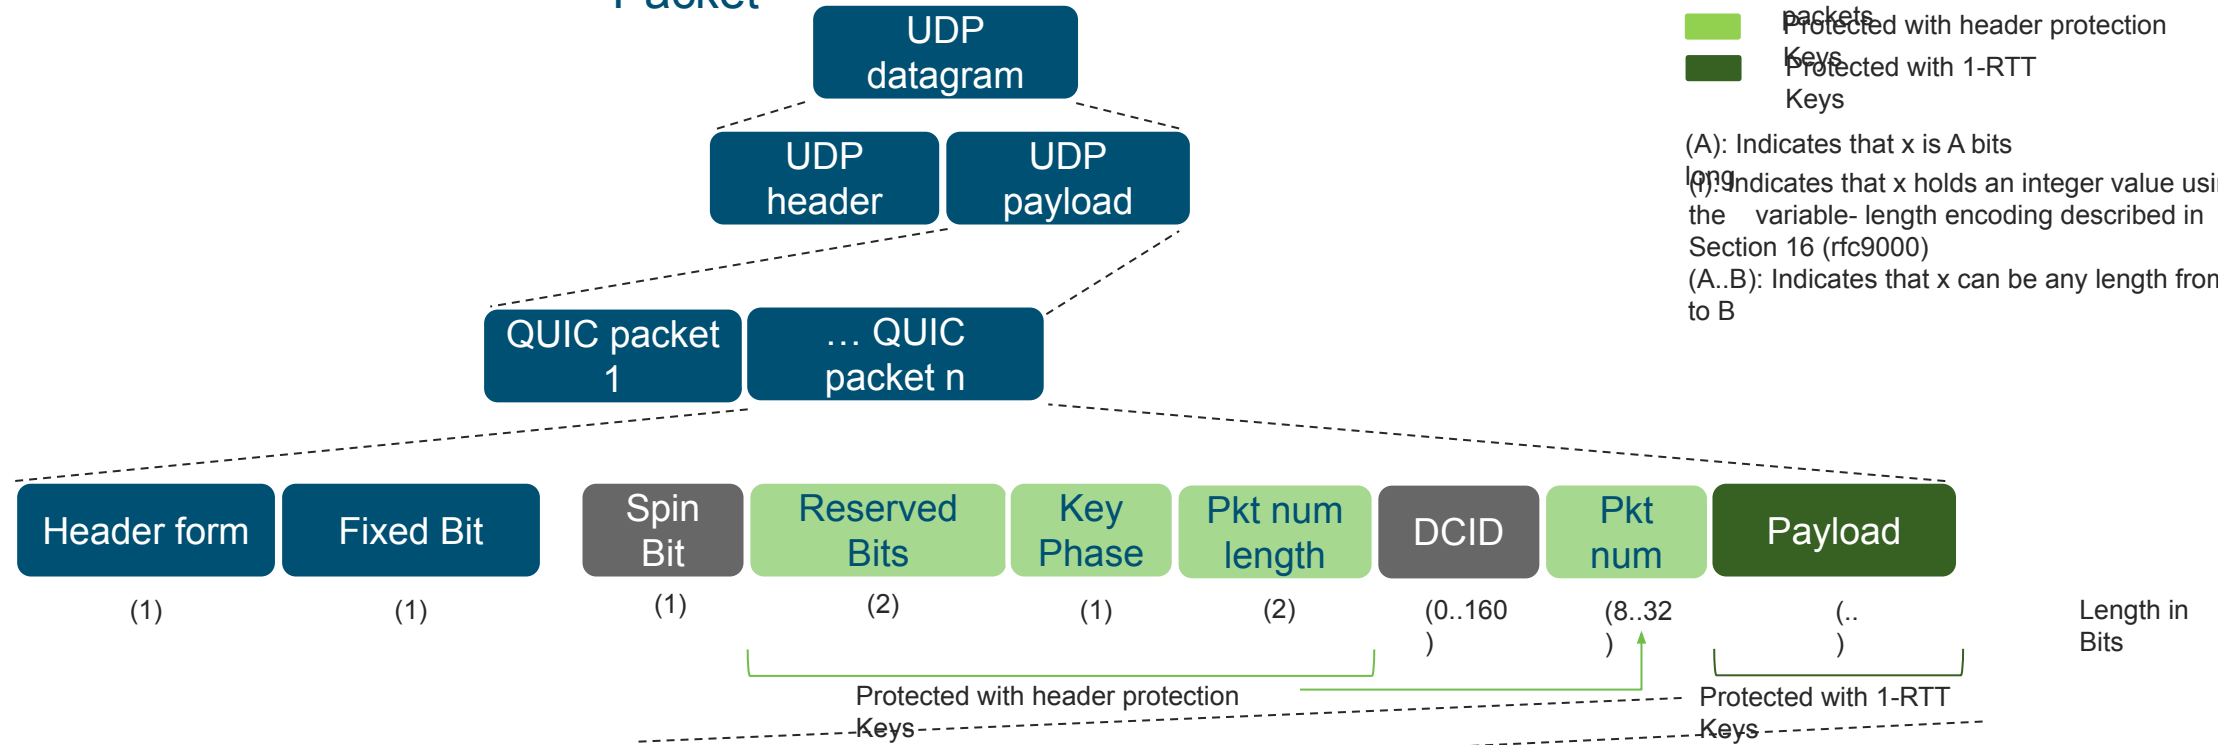 Packet
UDP
datagram
packets
Protected with header protection
Keys
Protected with 1-RTT
Keys
UDP
header
UDP
payload
(A): Indicates that x is A bits
long
(i): Indicates that x holds an integer value usin
the variable- length encoding described in
Section 16 (rfc9000)
(A..B): Indicates that x can be any length from
to B
QUIC packet
1
… QUIC
packet n
Header form
Fixed Bit
Spin
Bit
Reserved
Bits
Key
Phase
Pkt num
length
DCID
Pkt
num
Payload
(1)
(1)
(1)
(2)
(1)
(2)
(0..160
)
(8..32
)
(..
)
Length in
Bits
Protected with header protection
Keys
Protected with 1-RTT
Keys